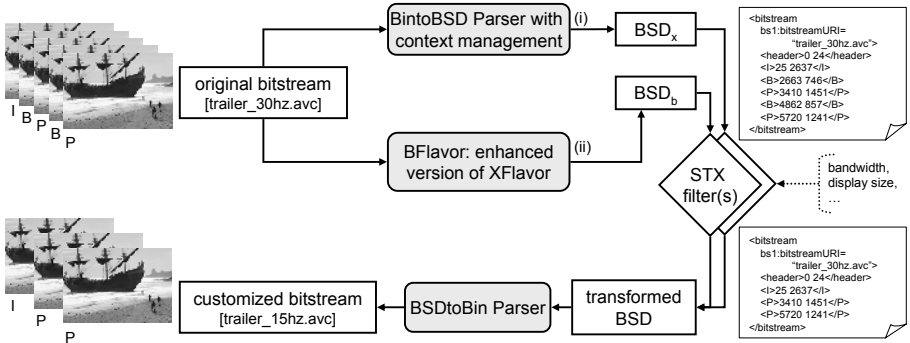 I
B
P
B
P
original bitstream
[trailer_30hz.avc]
BintoBSD Parser with
context management
(i)
BSDx
BSDb
BFlavor: enhanced
version of XFlavor
(ii)
STX
filter(s)
<bitstream
bs1:bitstreamURI=
“trailer_30hz.avc”>
<header>0 24</header>
<I>25 2637</I>
<B>2663 746</B>
<P>3410 1451</P>
<B>4862 857</B>
<P>5720 1241</P>
</bitstream>
bandwidth,
display size,
...
I
P
P
customized bitstream
[trailer_15hz.avc]
BSDtoBin Parser
transformed
BSD
<bitstream
bs1:bitstreamURI=
“trailer_30hz.avc”>
<header>0 24</header>
<I>25 2637</I>
<P>3410 1451</P>
<P>5720 1241</P>
</bitstream>